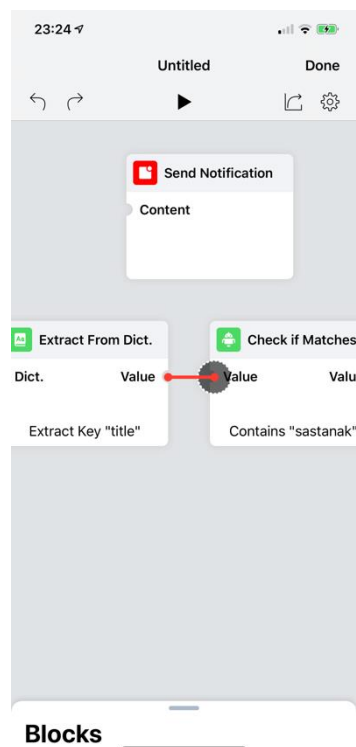 23:24
Untitled
Done
Send Notification
Content
Extract From Dict.
Check if Matches
Dict.
Value
Value
Valu
Extract Key "title"
Contains "sastanak"
Blocks